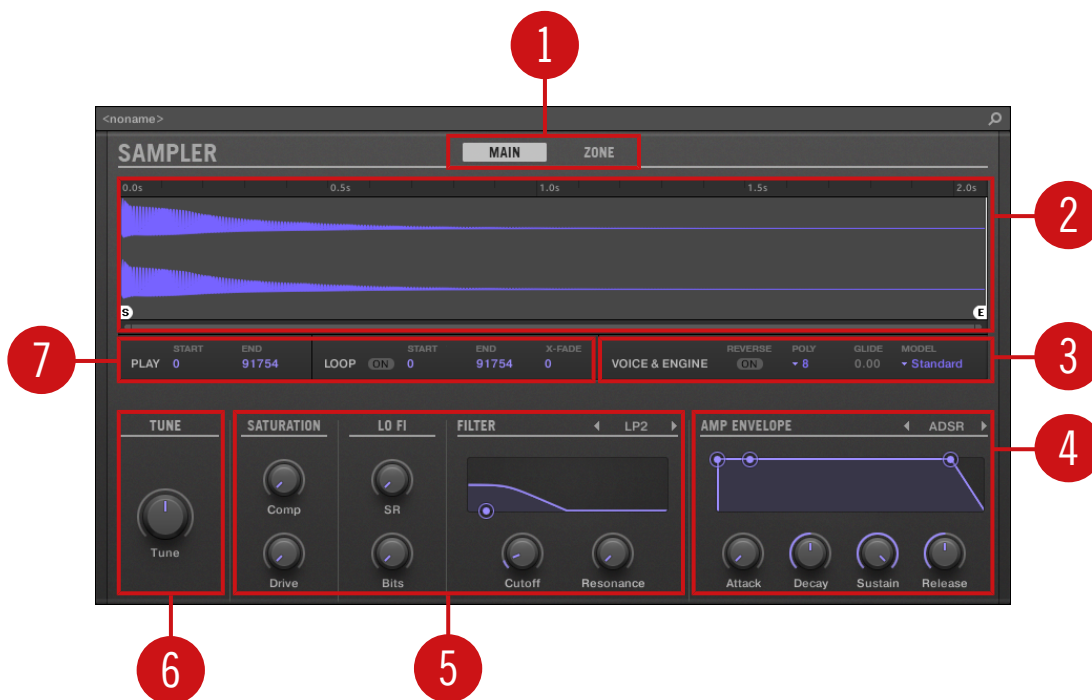 1
<noname>
SAMPLER
MAIN ZONE
0.0s 0.5s 1.0s 1.5s 2.0s
2
S E
7
START END START END X-FADE REVERSE POLY GLIDE MODEL
PLAY 0 91754 LOOP ON 0 91754 0 VOICE & ENGINE ON 8 0.00 Standard
3
TUNE SATURATION LO FI FILTER LP2 AMP ENVELOPE ADSR
4
Comp SR
Tune
Drive Bits Cutoff Resonance Attack Decay Sustain Release
6 5